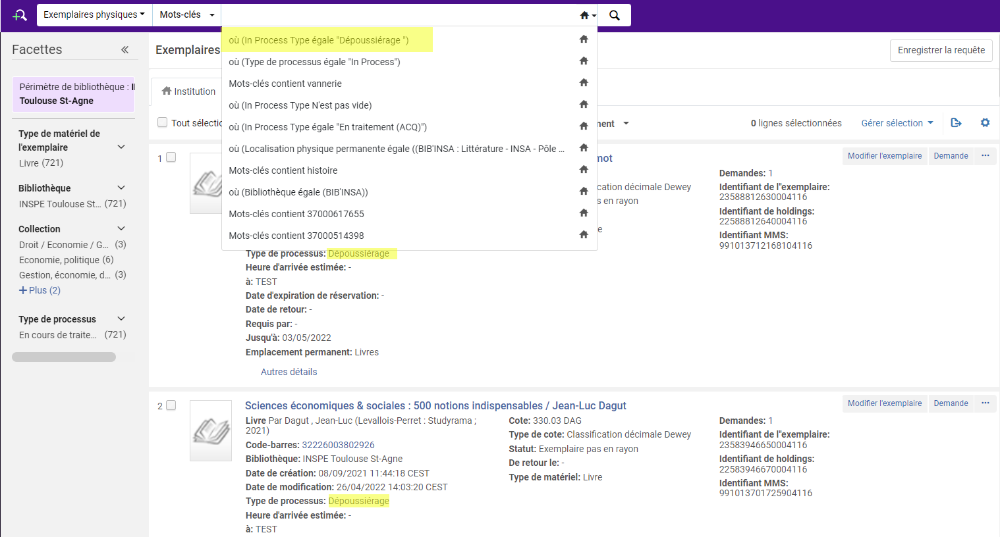 Exemplaires physiques
Mots-clés
où (In Process Type égale "Dépoussiérage ")
où (Type de processus égale "In Process")
Mots-clés contient vannerie
où (In Process Type N'est pas vide)
où (In Process Type égale "En traitement (ACQ)")
où (Localisation physique permanente égale ((BIB'INSA : Littérature - INSA - Pôle ...
Mots-clés contient histoire
où (Bibliothèque égale (BIB'INSA))
Mots-clés contient 37000617655
Mots-clés contient 37000514398
Facettes
Périmètre de bibliothèque :
Toulouse St-Agne
Type de matériel de
l'exemplaire
Livre (721)
Bibliothèque
INSPE Toulouse St... (721)
Collection
Droit / Economie / G... (3)
Economie, politique (6)
Gestion, économie, d... (3)
Plus (2)
Type de processus
En cours de traite... (721)
Exemplaires
Enregistrer la requête
Institution
Tout sélectio
ment
0 lignes sélectionnées
Gérer sélection
1
mot
Modifier l'exemplaire Demande ...
cation décimale Dewey
s en rayon
e
Demandes: 1
Identifiant de l"exemplaire:
23588812630004116
Identifiant de holdings:
22588812640004116
Identifiant MMS:
991013712168104116
Type de processus: Dépoussiérage
Heure d'arrivée estimée: -
à: TEST
Date d'expiration de réservation: -
Date de retour: -
Requis par: -
Jusqu'à: 03/05/2022
Emplacement permanent: Livres
Autres détails
2
Sciences économiques & sociales : 500 notions indispensables / Jean-Luc Dagut
Modifier l'exemplaire Demande ...
Livre Par Dagut , Jean-Luc (Levallois-Perret : Studyrama ;
2021)
Code-barres: 32226003802926
Bibliothèque: INSPE Toulouse St-Agne
Date de création: 08/09/2021 11:44:18 CEST
Date de modification: 26/04/2022 14:03:20 CEST
Type de processus: Dépoussiérage
Heure d'arrivée estimée: -
à: TEST
Cote: 330.03 DAG
Type de cote: Classification décimale Dewey
Statut: Exemplaire pas en rayon
De retour le: -
Type de matériel: Livre
Demandes: 1
Identifiant de l"exemplaire:
23583946650004116
Identifiant de holdings:
22583946670004116
Identifiant MMS:
991013701725904116